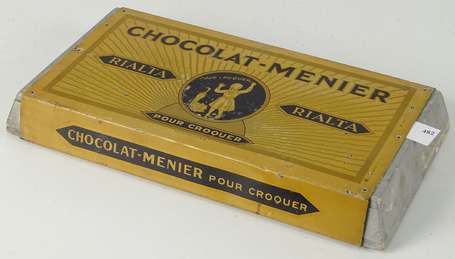 CHOCOLAT-MENIER
RIALTA
POUR CROQUER
RIALTA
POUR CROQUER
CHOCOLAT-MENIER POUR CROQUER
482